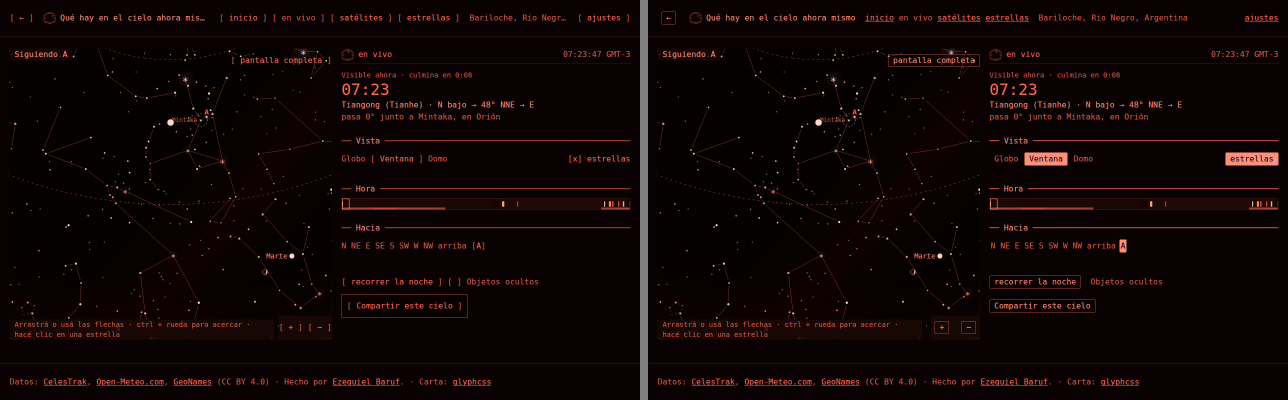 [ ← ] Qué hay en el cielo ahora mis… [ inicio ] [ en vivo ] [ satélites ] [ estrellas ] Bariloche, Río Negr… [ ajustes ]
Siguiendo A
[ pantalla completa ]
en vivo 07:23:47 GMT-3
Visible ahora · culmina en 0:08
07:23
Tiangong (Tianhe) · N bajo → 48° NNE → E
pasa 0° junto a Mintaka, en Orión
A
Mintaka
Vista
Globo [ Ventana ] Domo [x] estrellas
Hora
Hacia
N NE E SE S SW W NW arriba [A]
Marte
[ recorrer la noche ] [ ] Objetos ocultos
[ Compartir este cielo ]
Arrastrá o usá las flechas · ctrl + rueda para acercar ·
hacé clic en una estrella
[ + ] [ − ]
Datos: CelesTrak, Open-Meteo.com, GeoNames (CC BY 4.0) · Hecho por Ezequiel Baruf. · Carta: glyphcss
← Qué hay en el cielo ahora mismo inicio en vivo satélites estrellas Bariloche, Río Negro, Argentina ajustes
Siguiendo A
pantalla completa
en vivo 07:23:47 GMT-3
Visible ahora · culmina en 0:08
07:23
Tiangong (Tianhe) · N bajo → 48° NNE → E
pasa 0° junto a Mintaka, en Orión
A
Mintaka
Vista
Globo Ventana Domo estrellas
Hora
Hacia
N NE E SE S SW W NW arriba A
Marte
recorrer la noche Objetos ocultos
Compartir este cielo
Arrastrá o usá las flechas · ctrl + rueda para acercar ·
hacé clic en una estrella
+ −
Datos: CelesTrak, Open-Meteo.com, GeoNames (CC BY 4.0) · Hecho por Ezequiel Baruf. · Carta: glyphcss